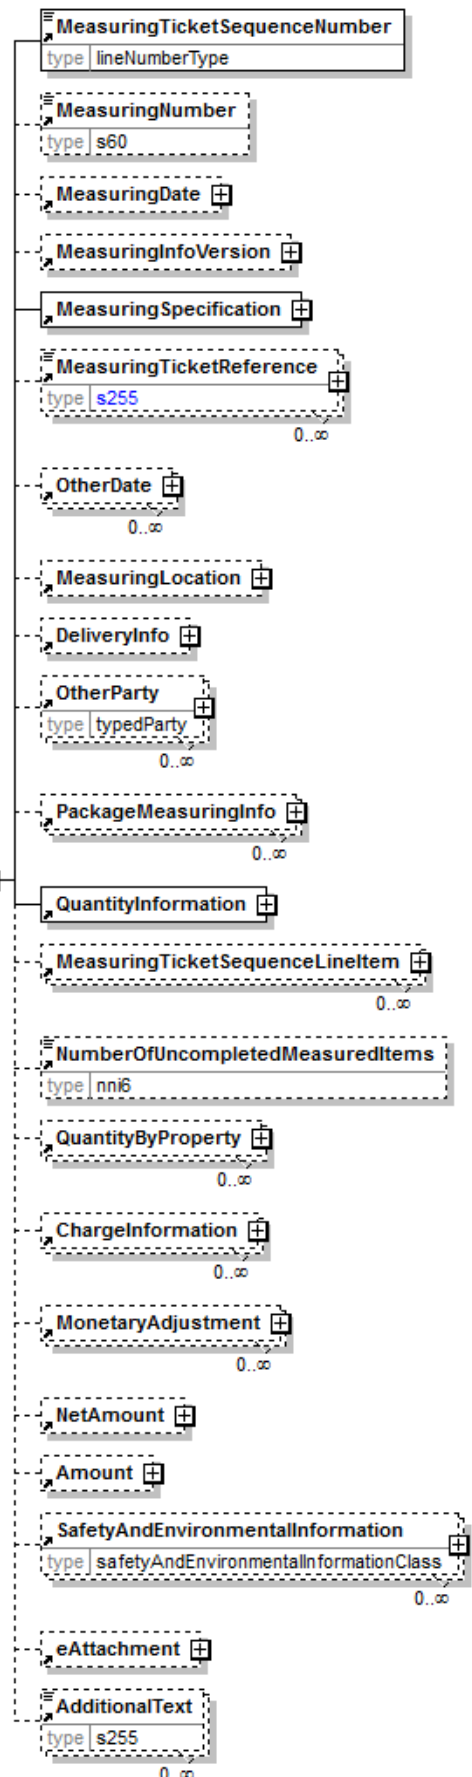 MeasuringTicketSequenceNumber
type lineNumberType
MeasuringNumber
type s60
MeasuringDate
MeasuringInfoVersion
MeasuringSpecification
MeasuringTicketReference
type s255
0..∞
OtherDate
0..∞
MeasuringLocation
DeliveryInfo
OtherParty
type typedParty
0..∞
PackageMeasuringInfo
0..∞
QuantityInformation
MeasuringTicketSequenceLineItem
0..∞
NumberOfUncompletedMeasuredItems
type nni6
QuantityByProperty
0..∞
ChargeInformation
0..∞
MonetaryAdjustment
0..∞
NetAmount
Amount
SafetyAndEnvironmentalInformation
type safetyAndEnvironmentalInformationClass
0..∞
eAttachment
AdditionalText
type s255
0..∞